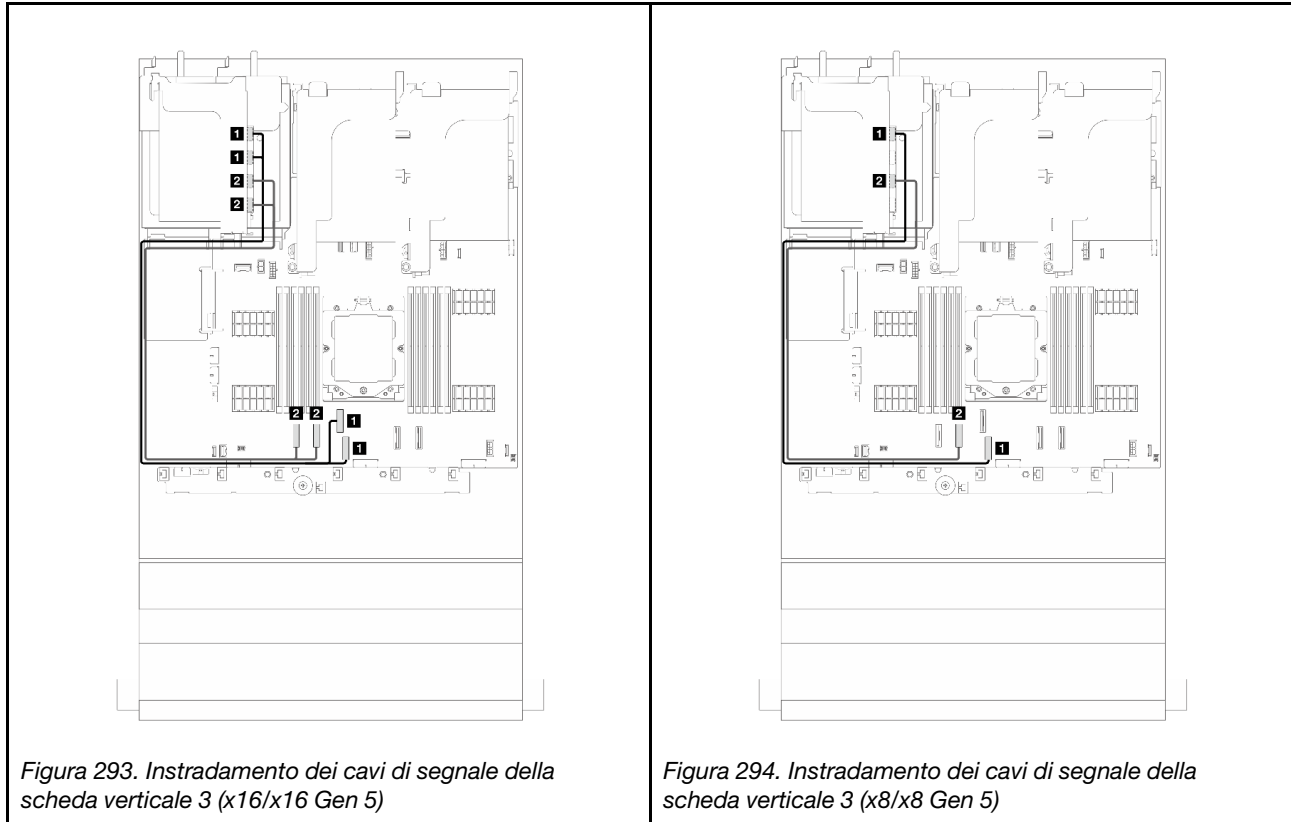 1
1
2
2
2 2
1
1
Figura 293. Instradamento dei cavi di segnale della
scheda verticale 3 (x16/x16 Gen 5)
1
2
2
1
Figura 294. Instradamento dei cavi di segnale della
scheda verticale 3 (x8/x8 Gen 5)